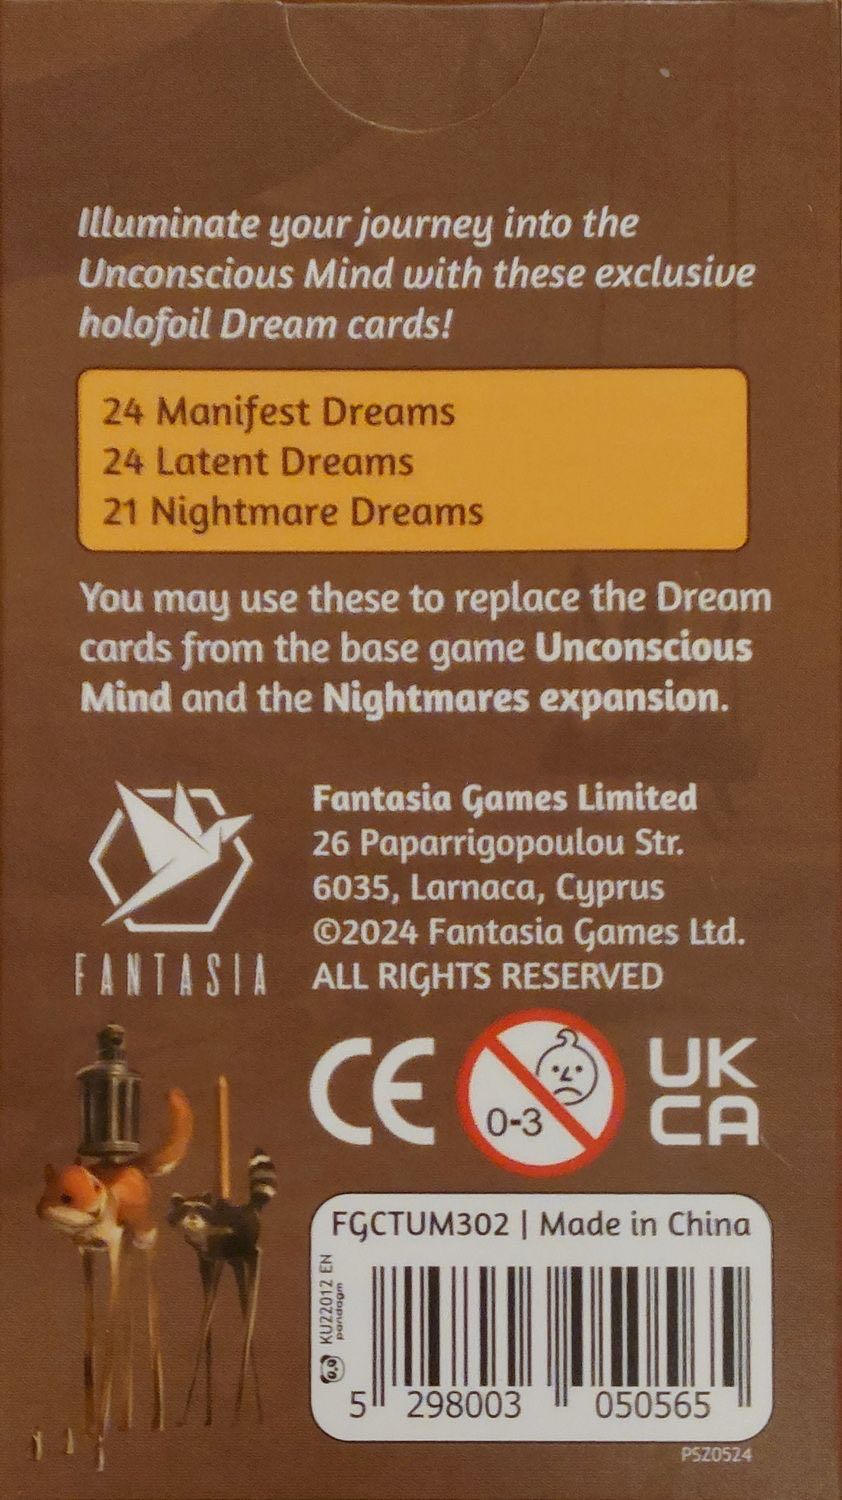 Illuminate your journey into the
Unconscious Mind with these exclusive
holofoil Dream cards!
24 Manifest Dreams
24 Latent Dreams
21 Nightmare Dreams
You may use these to replace the Dream
cards from the base game Unconscious
Mind and the Nightmares expansion.
FANTASIA
Fantasia Games Limited
26 Paparrigopoulou Str.
6035, Larnaca, Cyprus
©2024 Fantasia Games Ltd.
ALL RIGHTS RESERVED
CE
0-3
UK
CA
FGCTUM302 | Made in China
KU22012 EN
pandagm
5 298003 050565
PSZ0524